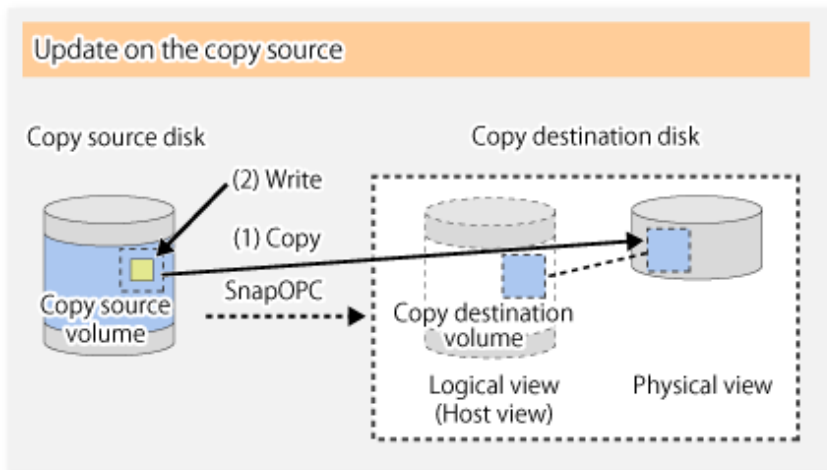 Update on the copy source
Copy source disk
Copy destination disk
(2) Write
(1) Copy
SnapOPC
Copy source
volume
Copy destination
volume
Logical view
(Host view)
Physical view